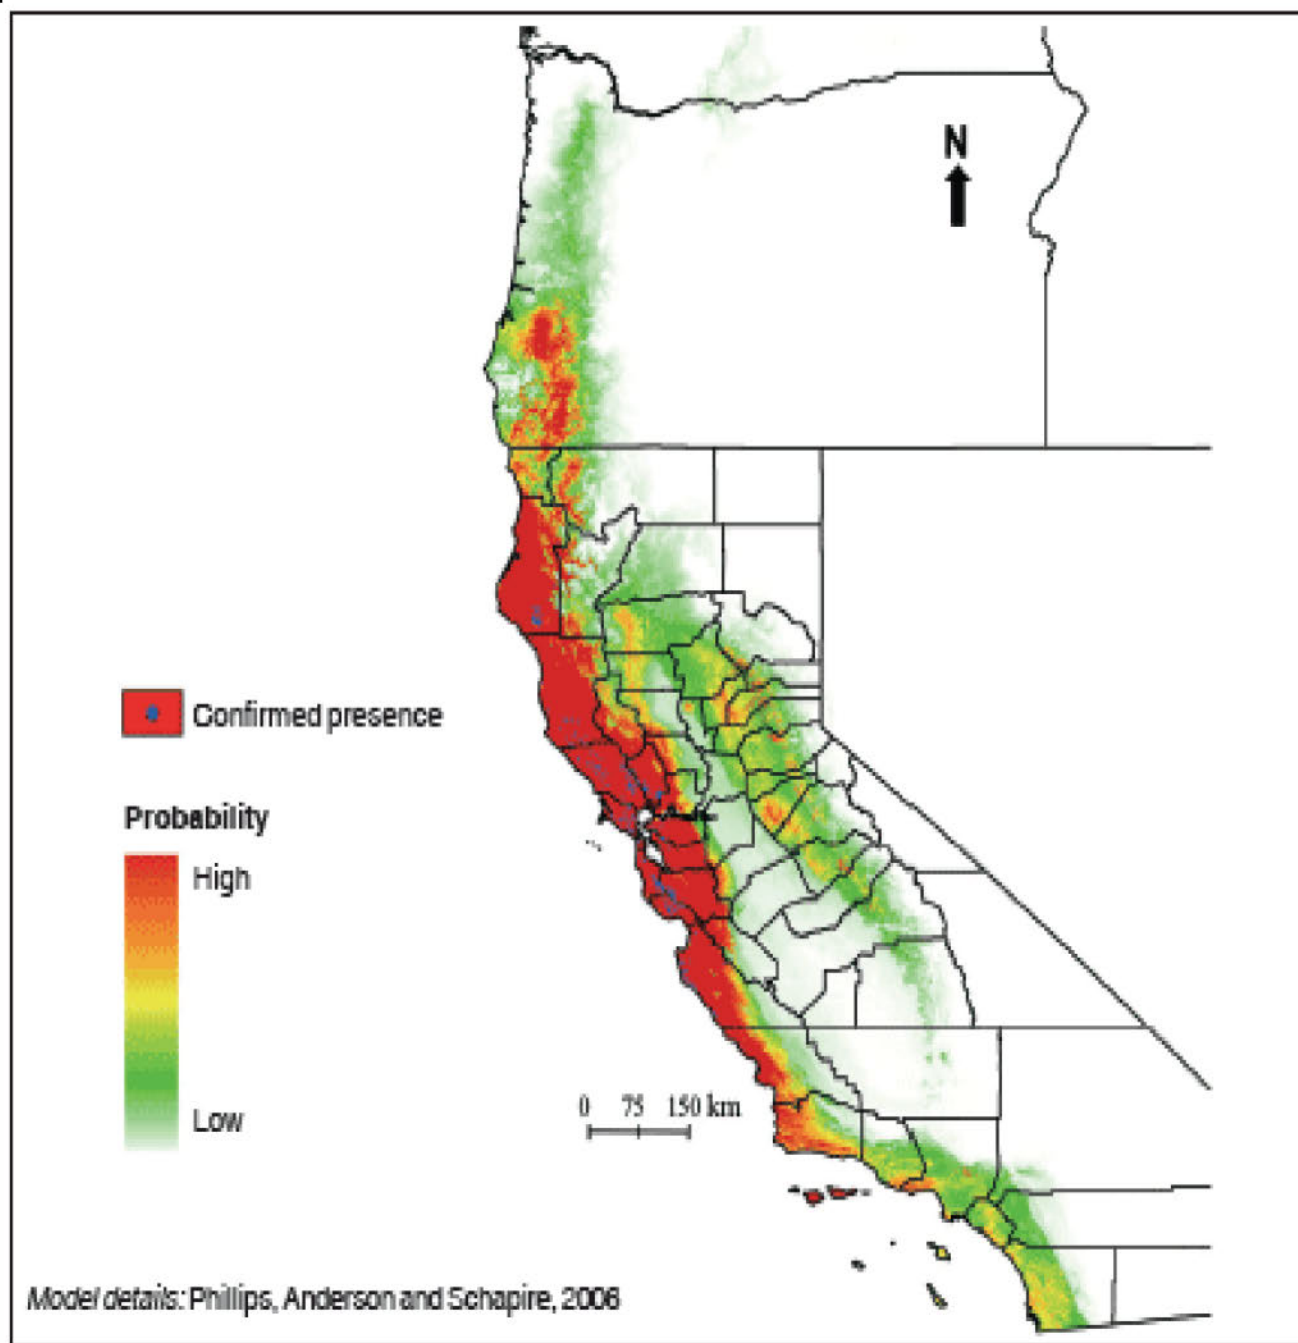 N
Confirmed presence
Probability
High
Low
0 75 150 km
Model details: Phillips, Anderson and Schapire, 2006